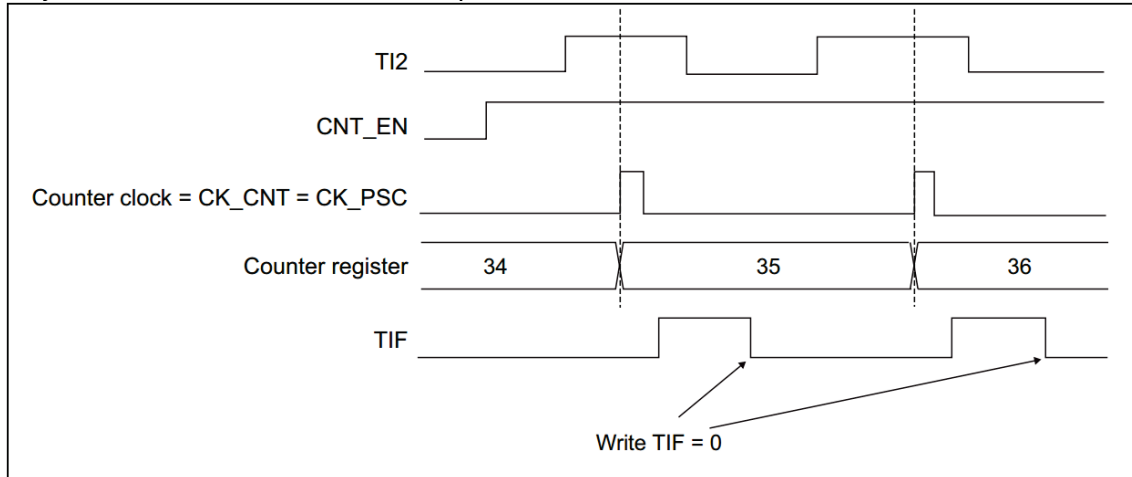 TI2
CNT_EN
Counter clock = CK_CNT = CK_PSC
Counter register 34 35 36
TIF
Write TIF = 0